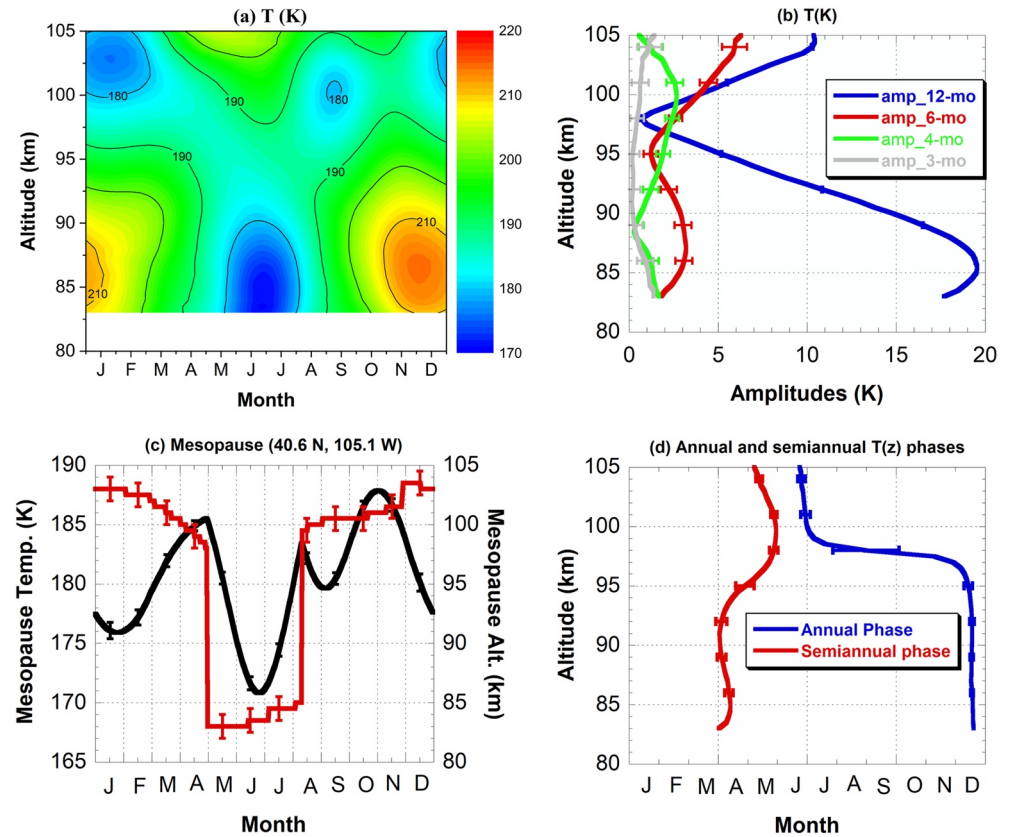 (a) T (K)
105
100
95
90
85
80
Altitude (km)
180
190
180
190
190
210
210
J F M A M J J A S O N D
Month
220
210
200
190
180
170
(b) T(K)
105
100
95
90
85
80
Altitude (km)
amp_12-mo
amp_6-mo
amp_4-mo
amp_3-mo
0 5 10 15 20
Amplitudes (K)
(c) Mesopause (40.6 N, 105.1 W)
190
185
180
175
170
165
Mesopause Temp. (K)
105
100
95
90
85
80
Mesopause Alt.
(km)
J F M A M J J A S O N D
Month
(d) Annual and semiannual T(z) phases
105
100
95
90
85
80
Altitude (km)
Annual Phase
Semiannual phase
J F M A M J J A S O N D
Month